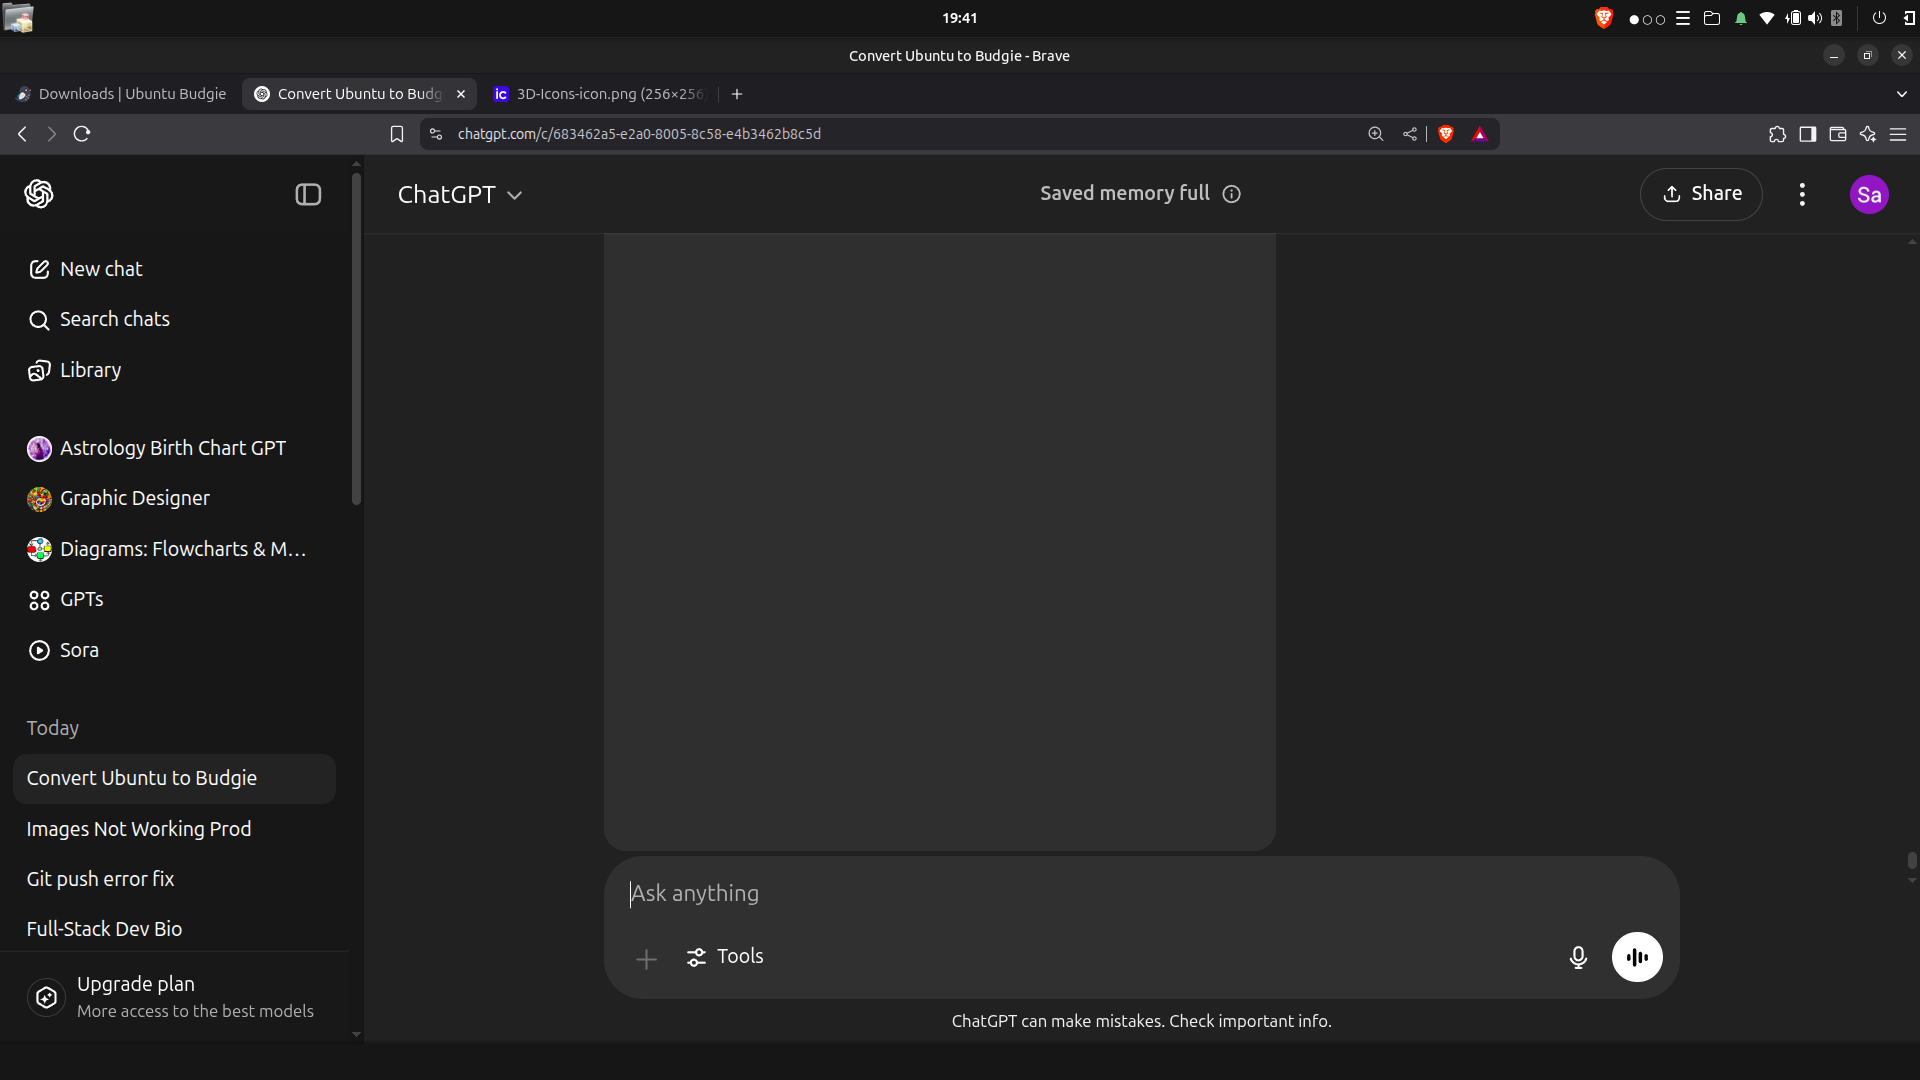 19:41
Convert Ubuntu to Budgie - Brave
Downloads | Ubuntu Budgie
Convert Ubuntu to Budg
ic
3D-Icons-icon.png (256×256
chatgpt.com/c/683462a5-e2a0-8005-8c58-e4b3462b8c5d
ChatGPT
Saved memory full
Share
Sa
New chat
Search chats
Library
Astrology Birth Chart GPT
Graphic Designer
Diagrams: Flowcharts & M…
GPTs
Sora
Today
Convert Ubuntu to Budgie
Images Not Working Prod
Git push error fix
Full-Stack Dev Bio
Upgrade plan
More access to the best models
Ask anything
Tools
ChatGPT can make mistakes. Check important info.